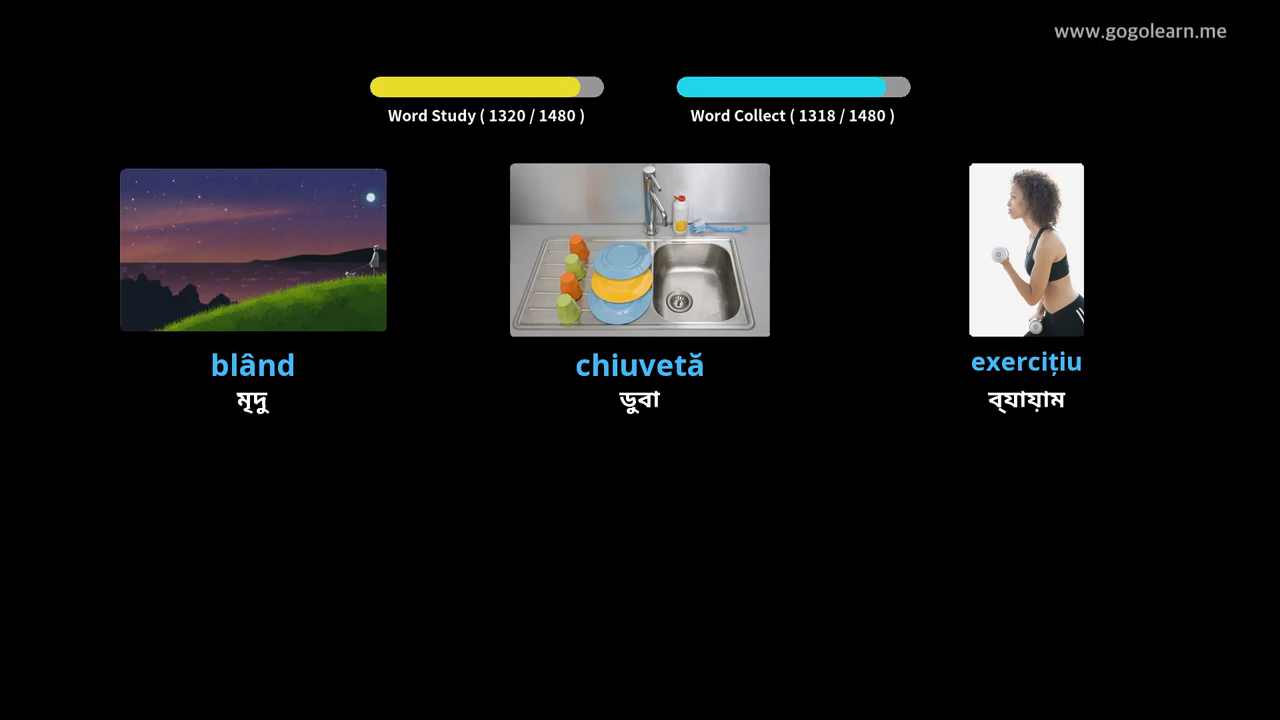 www.gogolearn.me
Word Study ( 1320 / 1480 )
Word Collect ( 1318 / 1480 )
blând
chiuvetă
exercițiu
মৃদু
ডুবা
ব্যায়াম